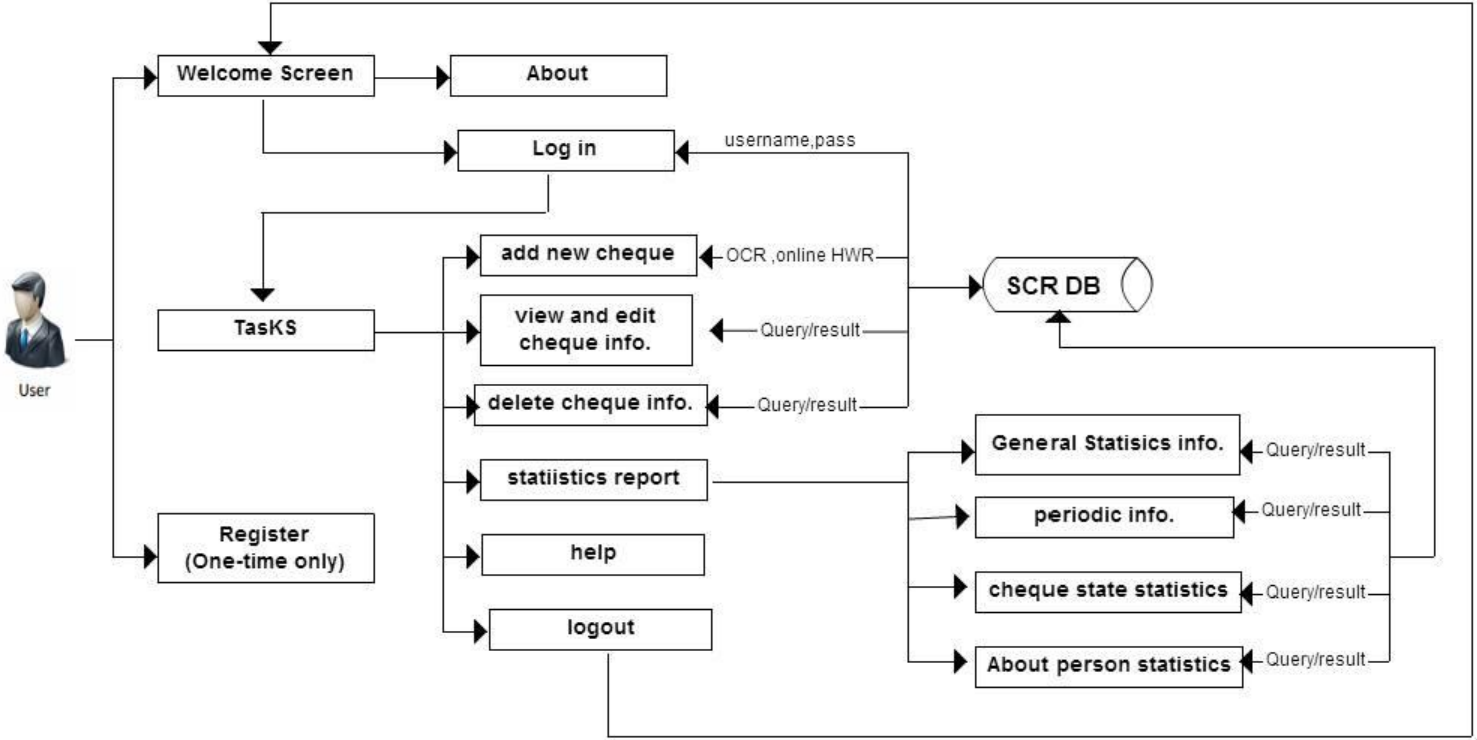 Welcome Screen
About
Log in
username,pass
add new cheque
OCR ,online HWR
SCR DB
TasKS
view and edit
cheque info.
Query/result
User
delete cheque info.
Query/result
General Statisics info.
Query/result
statiistics report
periodic info.
Query/result
Register
(One-time only)
help
cheque state statistics
Query/result
logout
About person statistics
Query/result